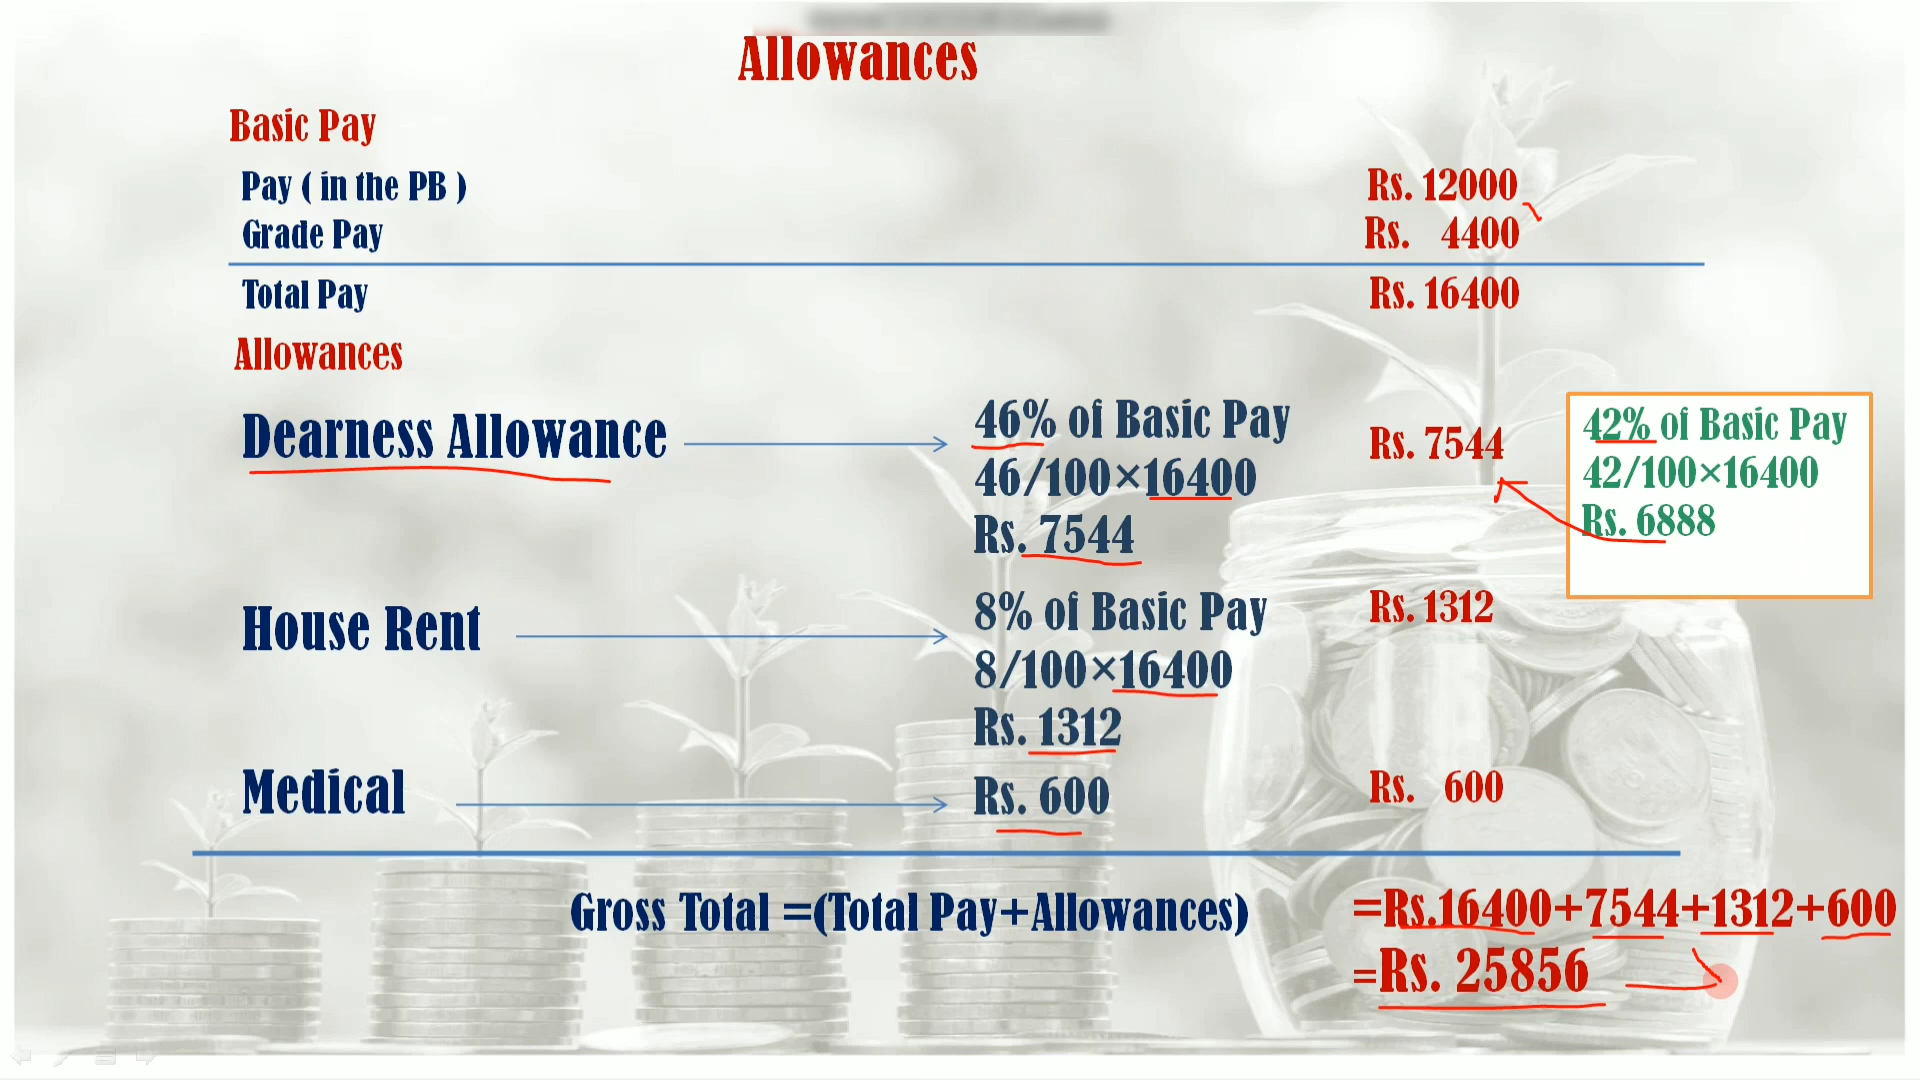 Allowances
Basic Pay
Pay ( in the PB )
Rs. 12000
Grade Pay
Rs. 4400
Total Pay
Rs. 16400
Allowances
Dearness Allowance
46% of Basic Pay
46/100×16400
Rs. 7544
Rs. 7544
42% of Basic Pay
42/100×16400
Rs. 6888
House Rent
8% of Basic Pay
8/100×16400
Rs. 1312
Rs. 1312
Medical
Rs. 600
Rs. 600
Gross Total =(Total Pay+Allowances)
=Rs.16400+7544+1312+600
=Rs. 25856